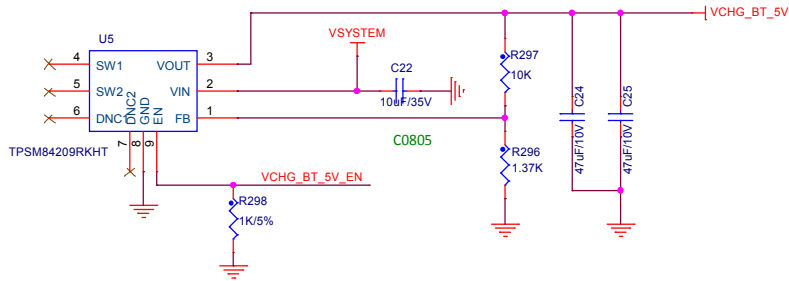 VCHG_BT_5V
U5
VSYSTEM
4
SW1
VOUT
3
5
SW2
VIN
2
6
DNC1
FB
1
DNC2
GND
EN
7
8
9
TPSM84209RKHT
C22
10uF/35V
C0805
R297
10K
R296
1.37K
C24
47uF/10V
C25
47uF/10V
VCHG_BT_5V_EN
R298
1K/5%